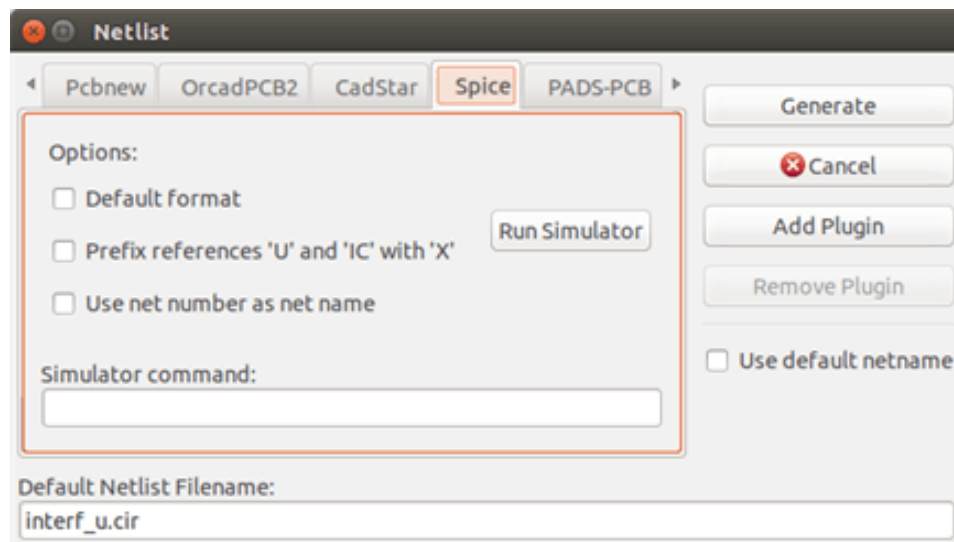 Netlist
Pcbnew OrcadPCB2 CadStar Spice PADS-PCB
Generate
Options:
Cancel
Default format
Add Plugin
Run Simulator
Prefix references 'U' and 'IC' with 'X'
Remove Plugin
Use net number as net name
Use default netname
Simulator command:
Default Netlist Filename:
interf_u.cir